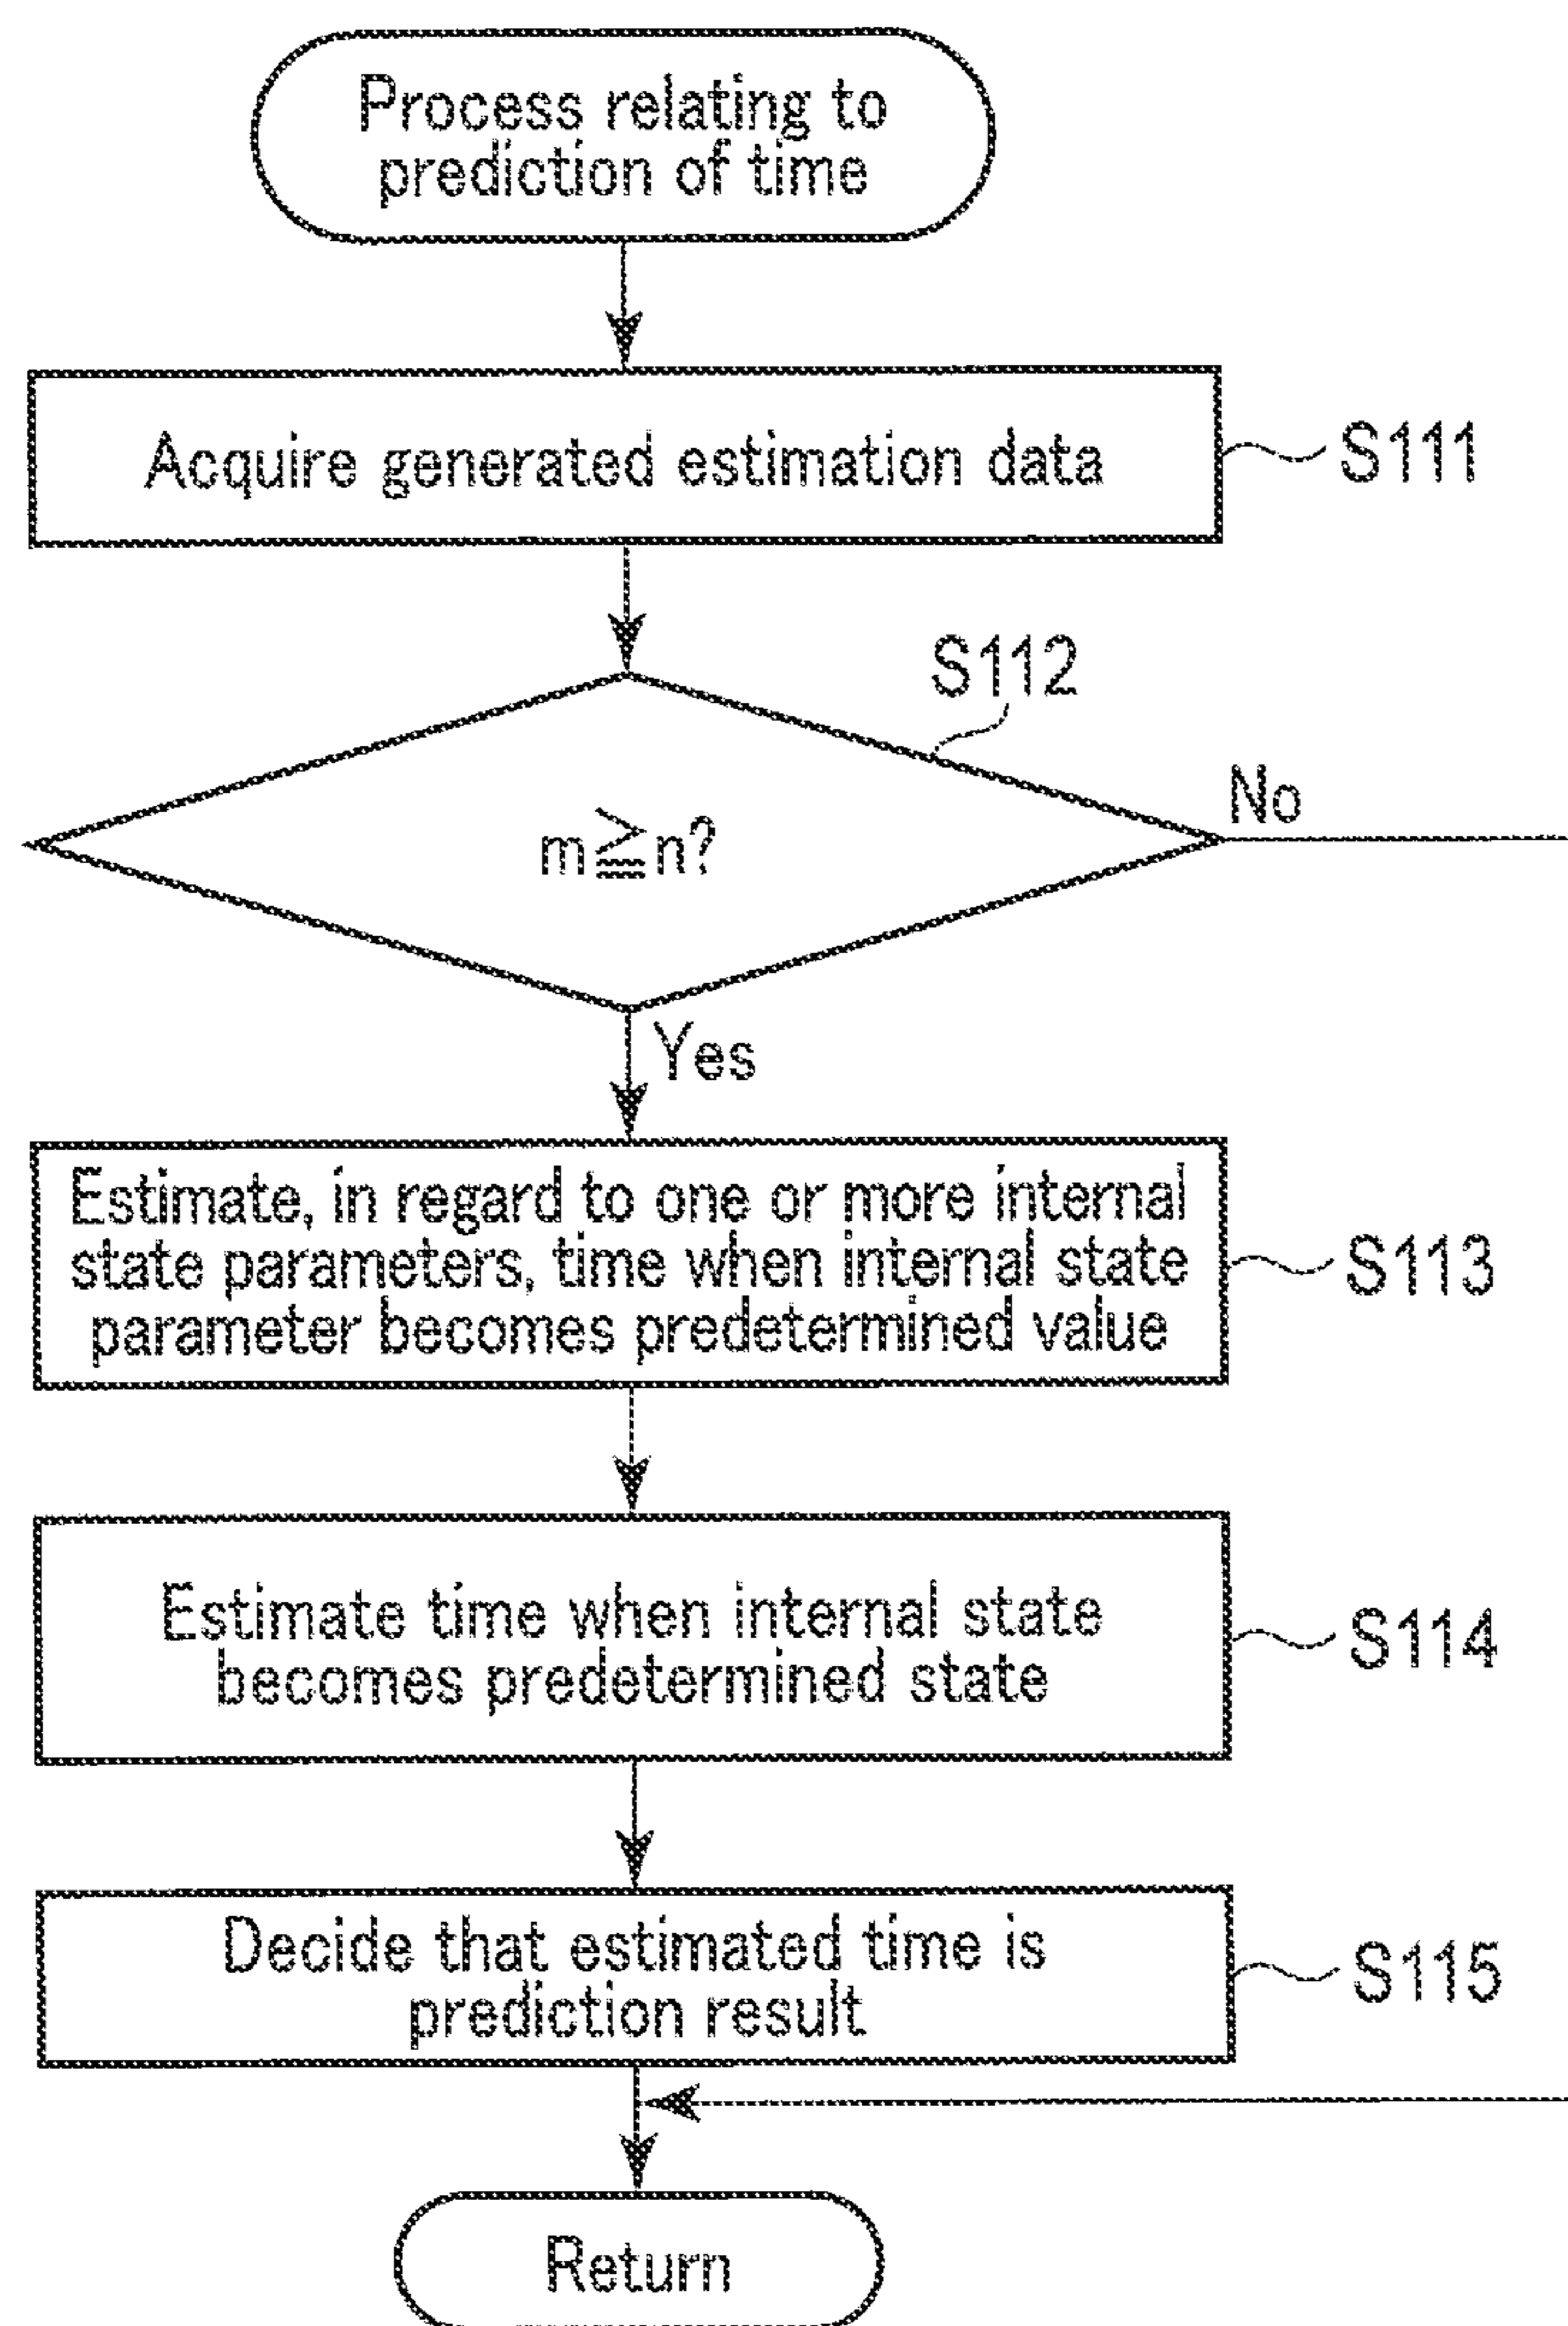 Process relating to
prediction of time
Acquire generated estimation data
S111
S112
m≧n?
No
Yes
Estimate, in regard to one or more internal
state parameters, time when internal state
parameter becomes predetermined value
S113
Estimate time when internal state
becomes predetermined state
S114
Decide that estimated time is
prediction result
S115
Return